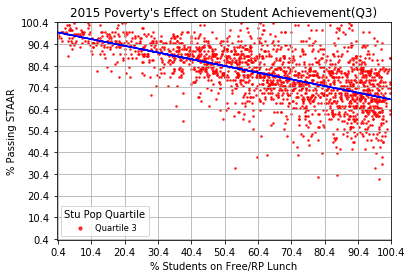 2015 Poverty's Effect on Student Achievement(Q3)
100.4
90.4
80.4
70.4
60.4
50.4
40.4
30.4
20.4
10.4
0.4
% Passing STAAR
Stu Pop Quartile
Quartile 3
0.4 10.4 20.4 30.4 40.4 50.4 60.4 70.4 80.4 90.4 100.4
% Students on Free/RP Lunch